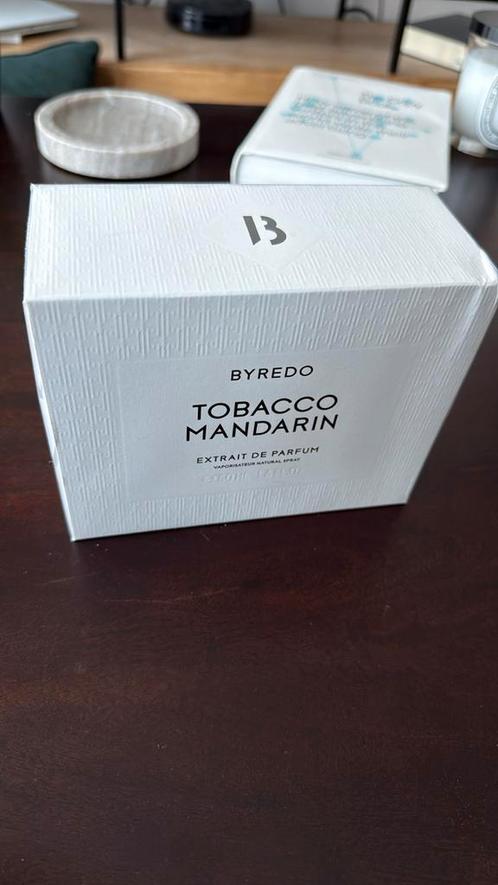 B
BYREDO
TOBACCO
MANDARIN
EXTRAIT DE PARFUM
VAPORISATEUR NATURAL SPRAY